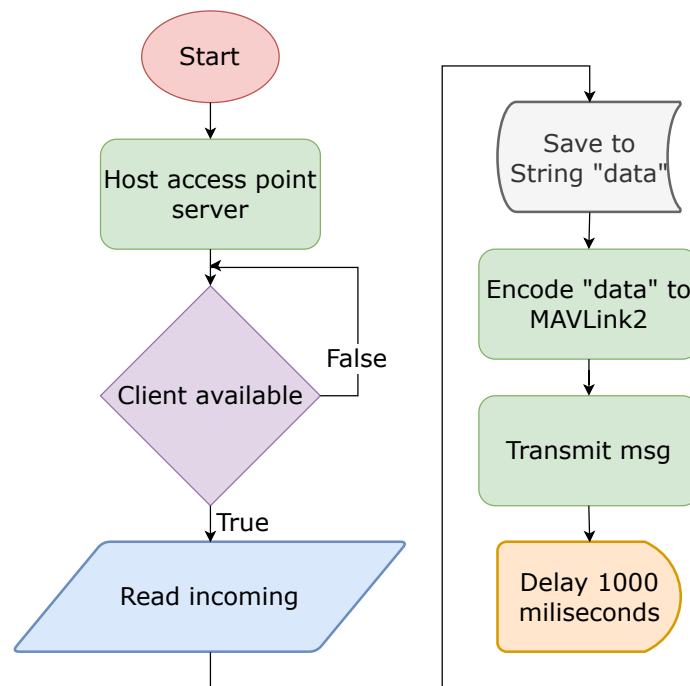 Start
Host access point
server
Client available
False
True
Read incoming
Save to
String "data"
Encode "data" to
MAVLink2
Transmit msg
Delay 1000
miliseconds